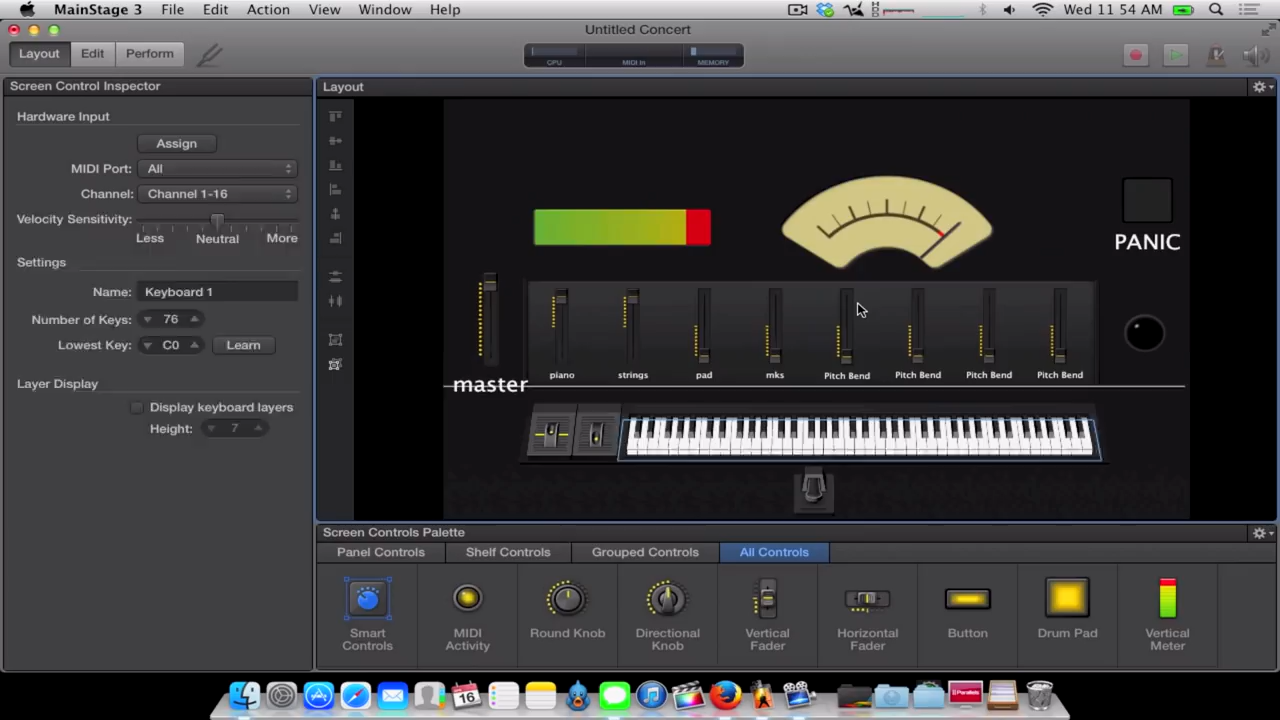 MainStage 3 File Edit Action View Window Help Wed 11 54 AM
Untitled Concert
Layout Edit Perform
CPU MIDI In MEMORY
Screen Control Inspector
Hardware Input
Assign
MIDI Port: All
Channel: Channel 1-16
Velocity Sensitivity:
Less Neutral More
Settings
Name: Keyboard 1
Number of Keys: 76
Lowest Key: C0 Learn
Layer Display
Display keyboard layers
Height: 7
Layout
PANIC
piano strings pad mks Pitch Bend Pitch Bend Pitch Bend Pitch Bend
master
Screen Controls Palette
Panel Controls Shelf Controls Grouped Controls All Controls
Smart Controls
MIDI Activity
Round Knob
Directional Knob
Vertical Fader
Horizontal Fader
Button
Drum Pad
Vertical Meter
16
Parallels